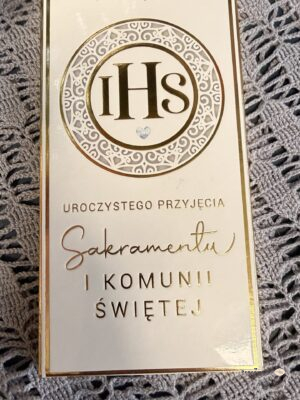 IHS
UROCZYSTEGO PRZYJĘCIA
Sakramentu
I KOMUNII
ŚWIĘTEJ